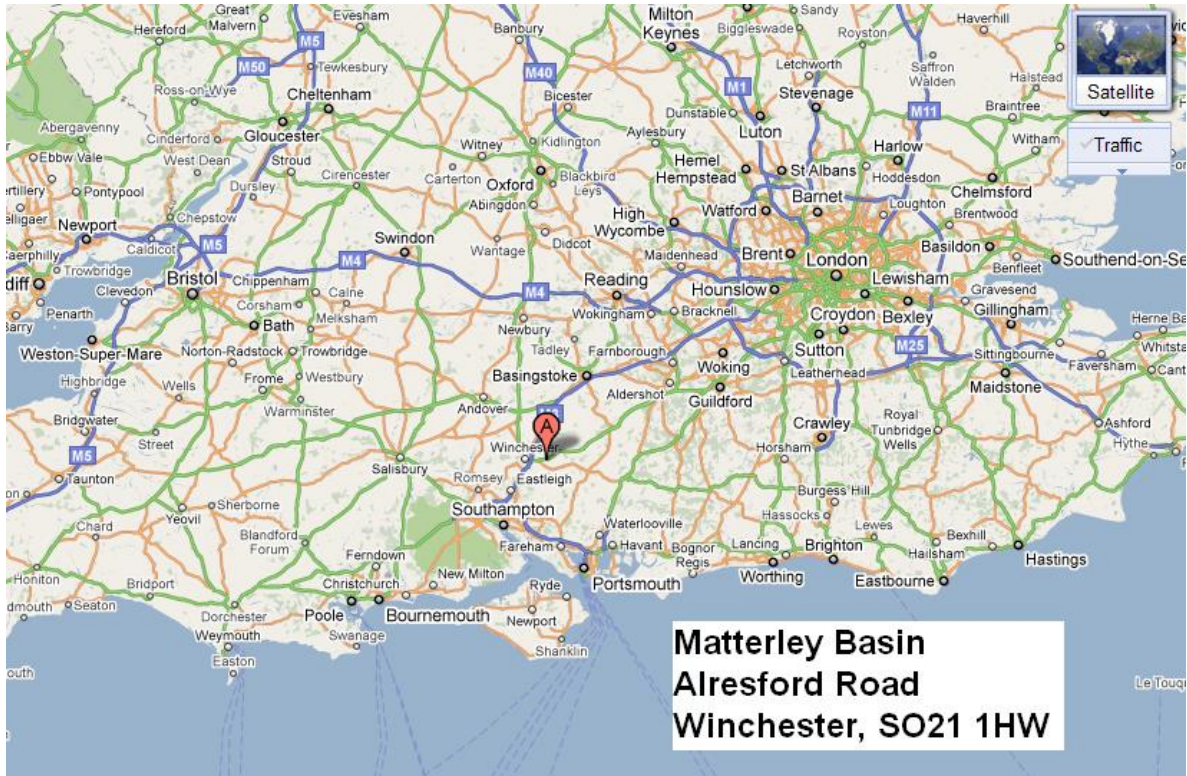 Great
Malvern
Evesham
Banbury
Milton
Keynes
Biggleswade
Sandy
Royston
Haverhill
Hereford
M5
M50
Tewkesbury
M40
Letchworth
Saffron
Walden
Halstead
Satellite
Ross-on-Wye
Cheltenham
Bicester
M1
Stevenage
M11
Braintree
Abergavenny
Cinderford
Gloucester
Dunstable
Luton
Ebbw Vale
West Dean
Stroud
Witney
Kidlington
Aylesbury
Harlow
Witham
Traffic
Pontypool
Dursley
Cirencester
Carterton
Oxford
Blackbird
Leys
Hemel
Hempstead
St Albans
Hoddesdon
Chelmsford
Chepstow
Abingdon
High
Wycombe
Watford
Barnet
Loughton
Brentwood
Newport
Caldicot
M5
Swindon
Wantage
Didcot
Maidenhead
Brent
London
Basildon
Benfleet
Southend-on-Se
Caerphilly
Trowbridge
Bristol
Chippenham
M4
Reading
Hounslow
Lewisham
Gravesend
diff
Clevedon
Calne
M4
Wokingham
Bracknell
Croydon
Bexley
Gillingham
Penarth
Barry
Bath
Corsham
Melksham
Newbury
Tadley
Farnborough
Woking
Sutton
M25
Herne Ba
Whitsta
Weston-Super-Mare
Norton-Radstock
Trowbridge
Leatherhead
Sittingbourne
Faversham
Cant
Highbridge
Wells
Frome
Westbury
Basingstoke
Aldershot
Guildford
Maidstone
Bridgwater
Street
Warminster
Andover
M3
Crawley
Royal
Tunbridge
Wells
Ashford
Hythe
M5
Taunton
Salisbury
Winchester
A
Horsham
Romsey
Eastleigh
Burgess Hill
Yeovil
Sherborne
Southampton
Waterlooville
Hassocks
Lewes
Bexhill
Chard
Blandford
Forum
Fareham
Havant
Bognor
Regis
Lancing
Brighton
Hailsham
Hastings
Honiton
Bridport
Ferndown
Christchurch
New Milton
Ryde
Portsmouth
Worthing
Eastbourne
dmouth
Seaton
Dorchester
Poole
Bournemouth
Newport
Weymouth
Swanage
Shanklin
Easton
outh
Matterley Basin
Alresford Road
Winchester, SO21 1HW
Le Touq